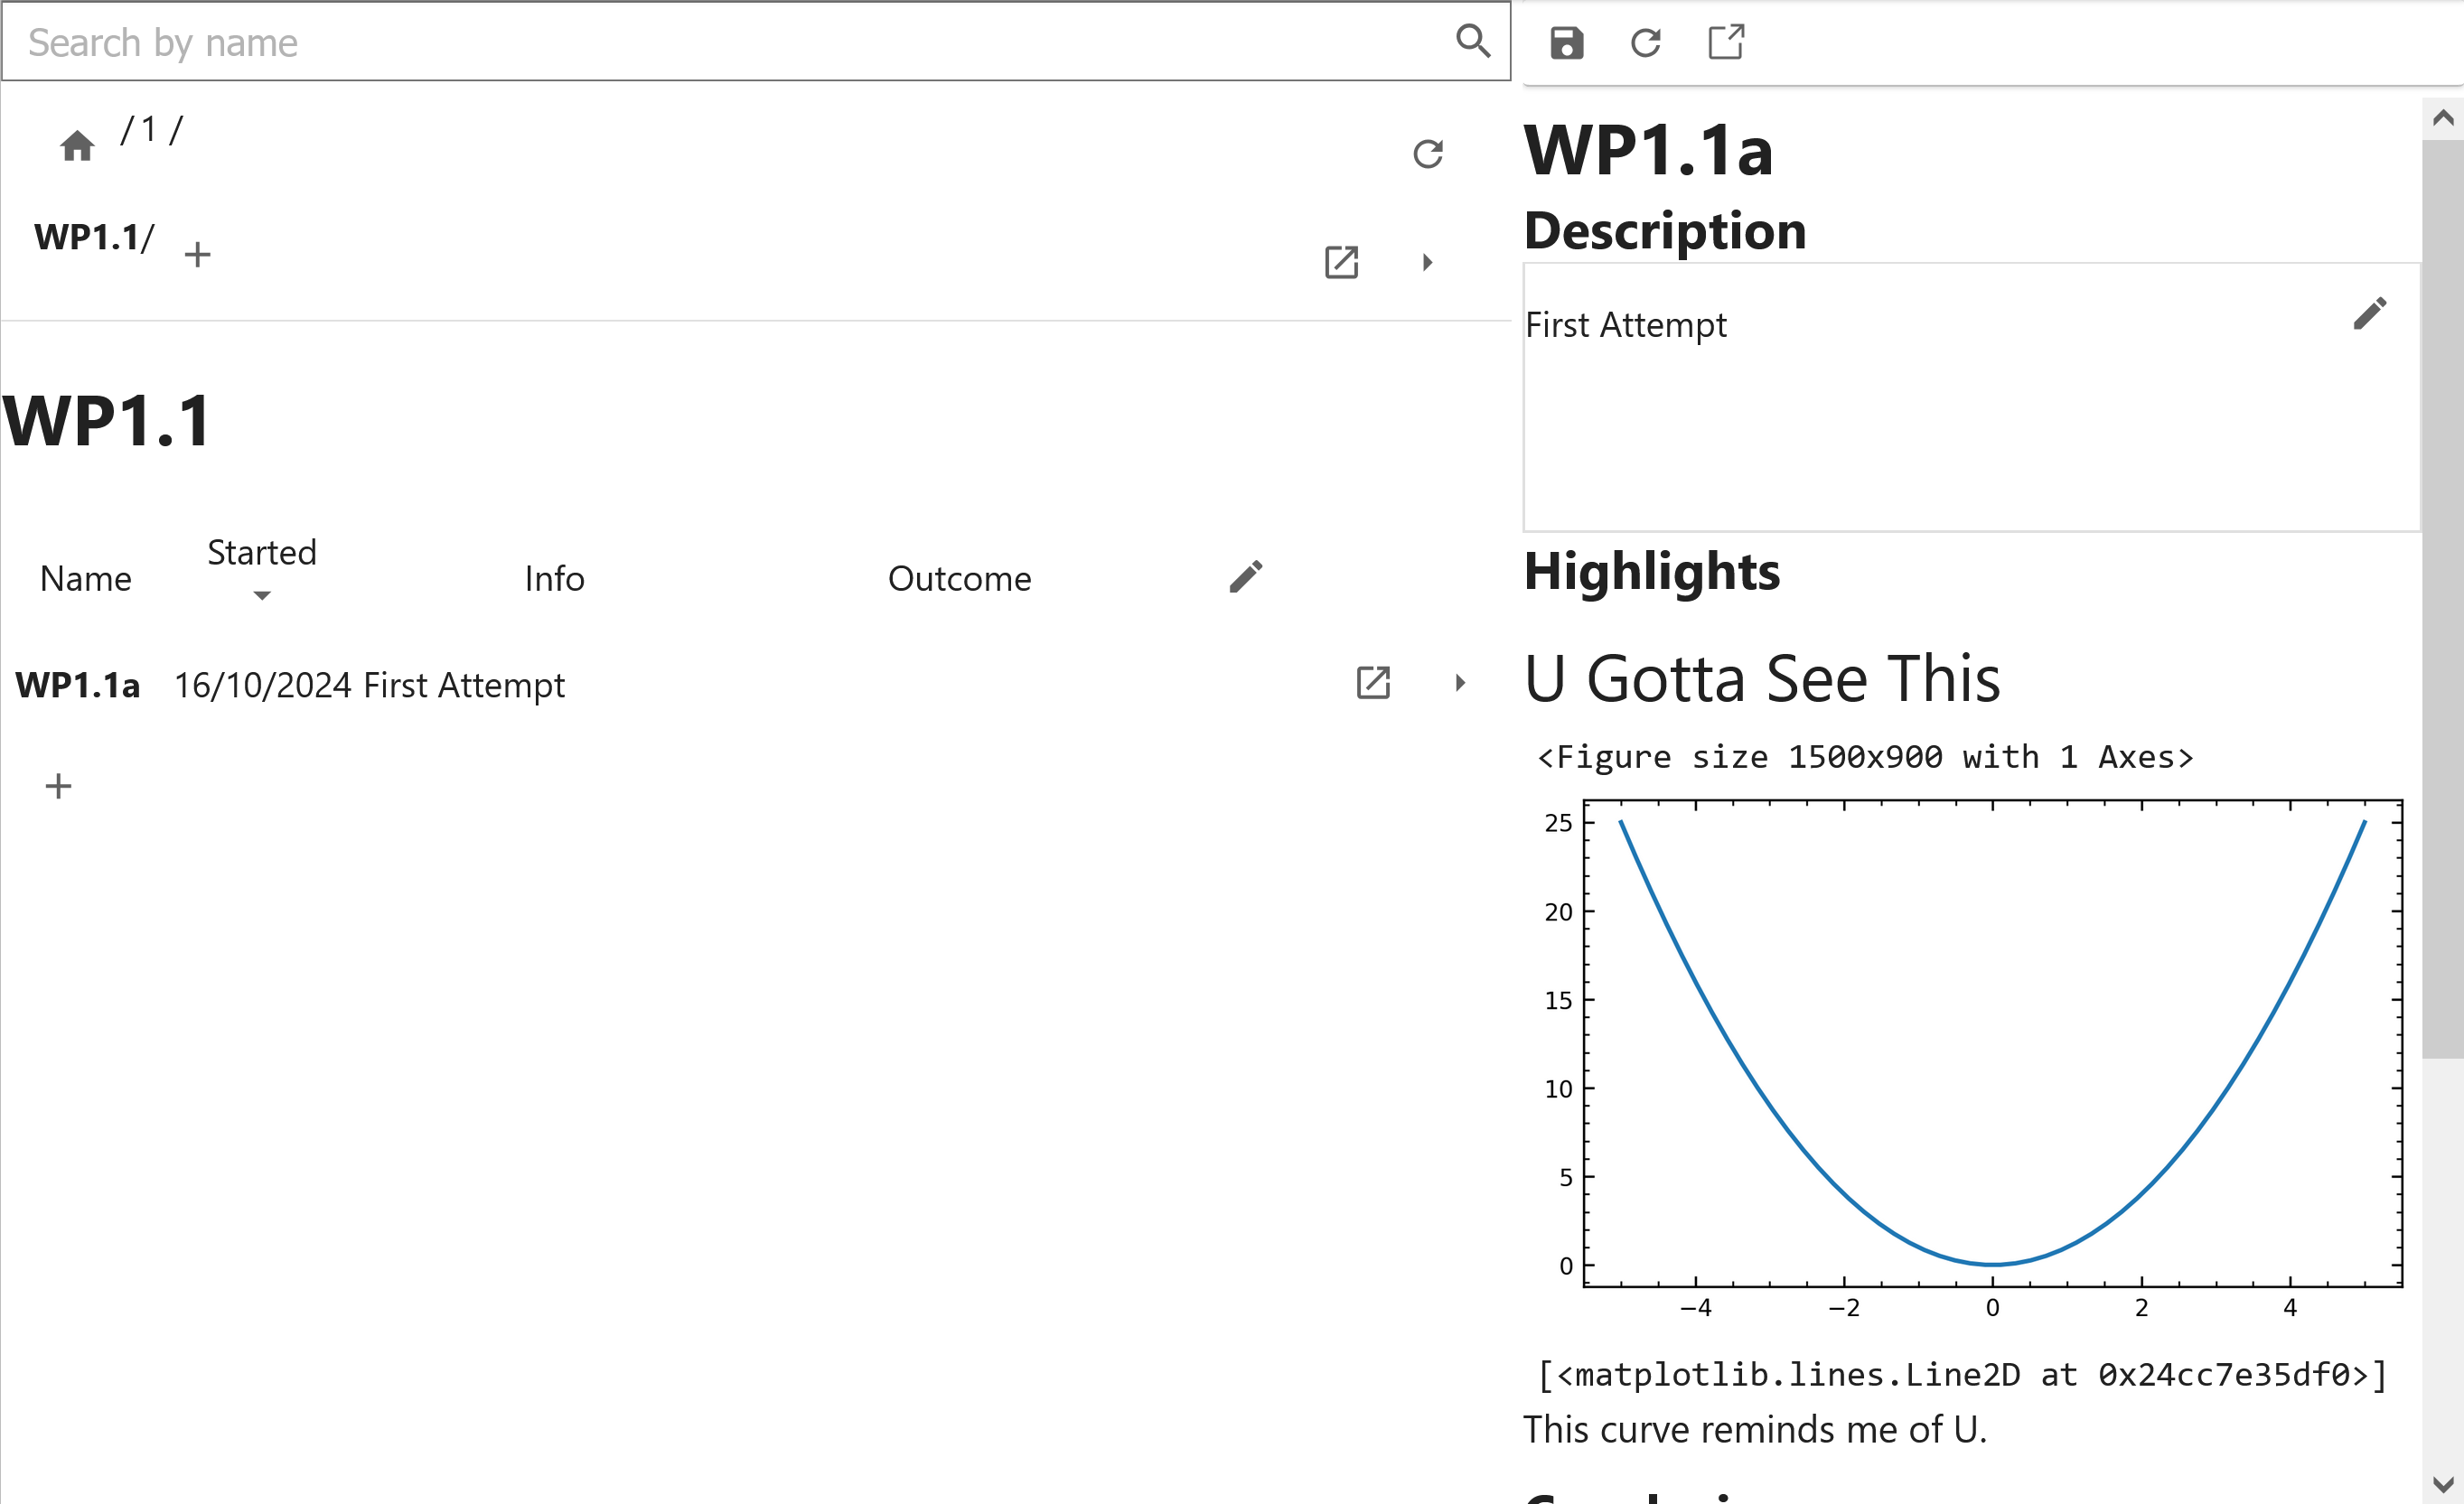 Search by name
/ 1 /
WP1.1/ +
WP1.1
Name Started Info Outcome
WP1.1a 16/10/2024 First Attempt
+
WP1.1a
Description
First Attempt
Highlights
U Gotta See This
<Figure size 1500x900 with 1 Axes>
25
20
15
10
5
0
−4 −2 0 2 4
[<matplotlib.lines.Line2D at 0x24cc7e35df0>]
This curve reminds me of U.